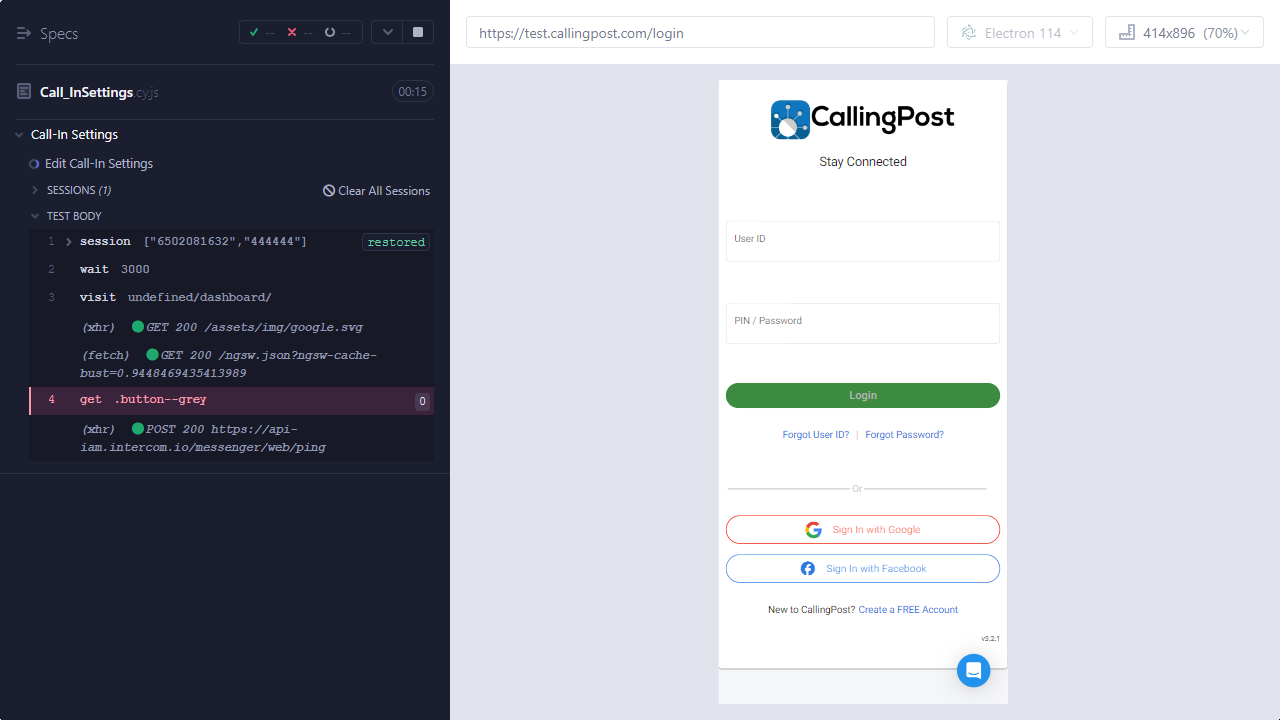 Specs
-- -- --
https://test.callingpost.com/login
Electron 114
414x896 (70%)
Call_InSettings.cy.js
00:15
Call-In Settings
Edit Call-In Settings
SESSIONS (1)
Clear All Sessions
TEST BODY
1 session ["6502081632","444444"] restored
2 wait 3000
3 visit undefined/dashboard/
(xhr) GET 200 /assets/img/google.svg
(fetch) GET 200 /ngsw.json?ngsw-cache-
bust=0.9448469435413989
4 get .button--grey 0
(xhr) POST 200 https://api-
iam.intercom.io/messenger/web/ping
CallingPost
Stay Connected
User ID
PIN / Password
Login
Forgot User ID? | Forgot Password?
Or
Sign In with Google
Sign In with Facebook
New to CallingPost? Create a FREE Account
v3.2.1